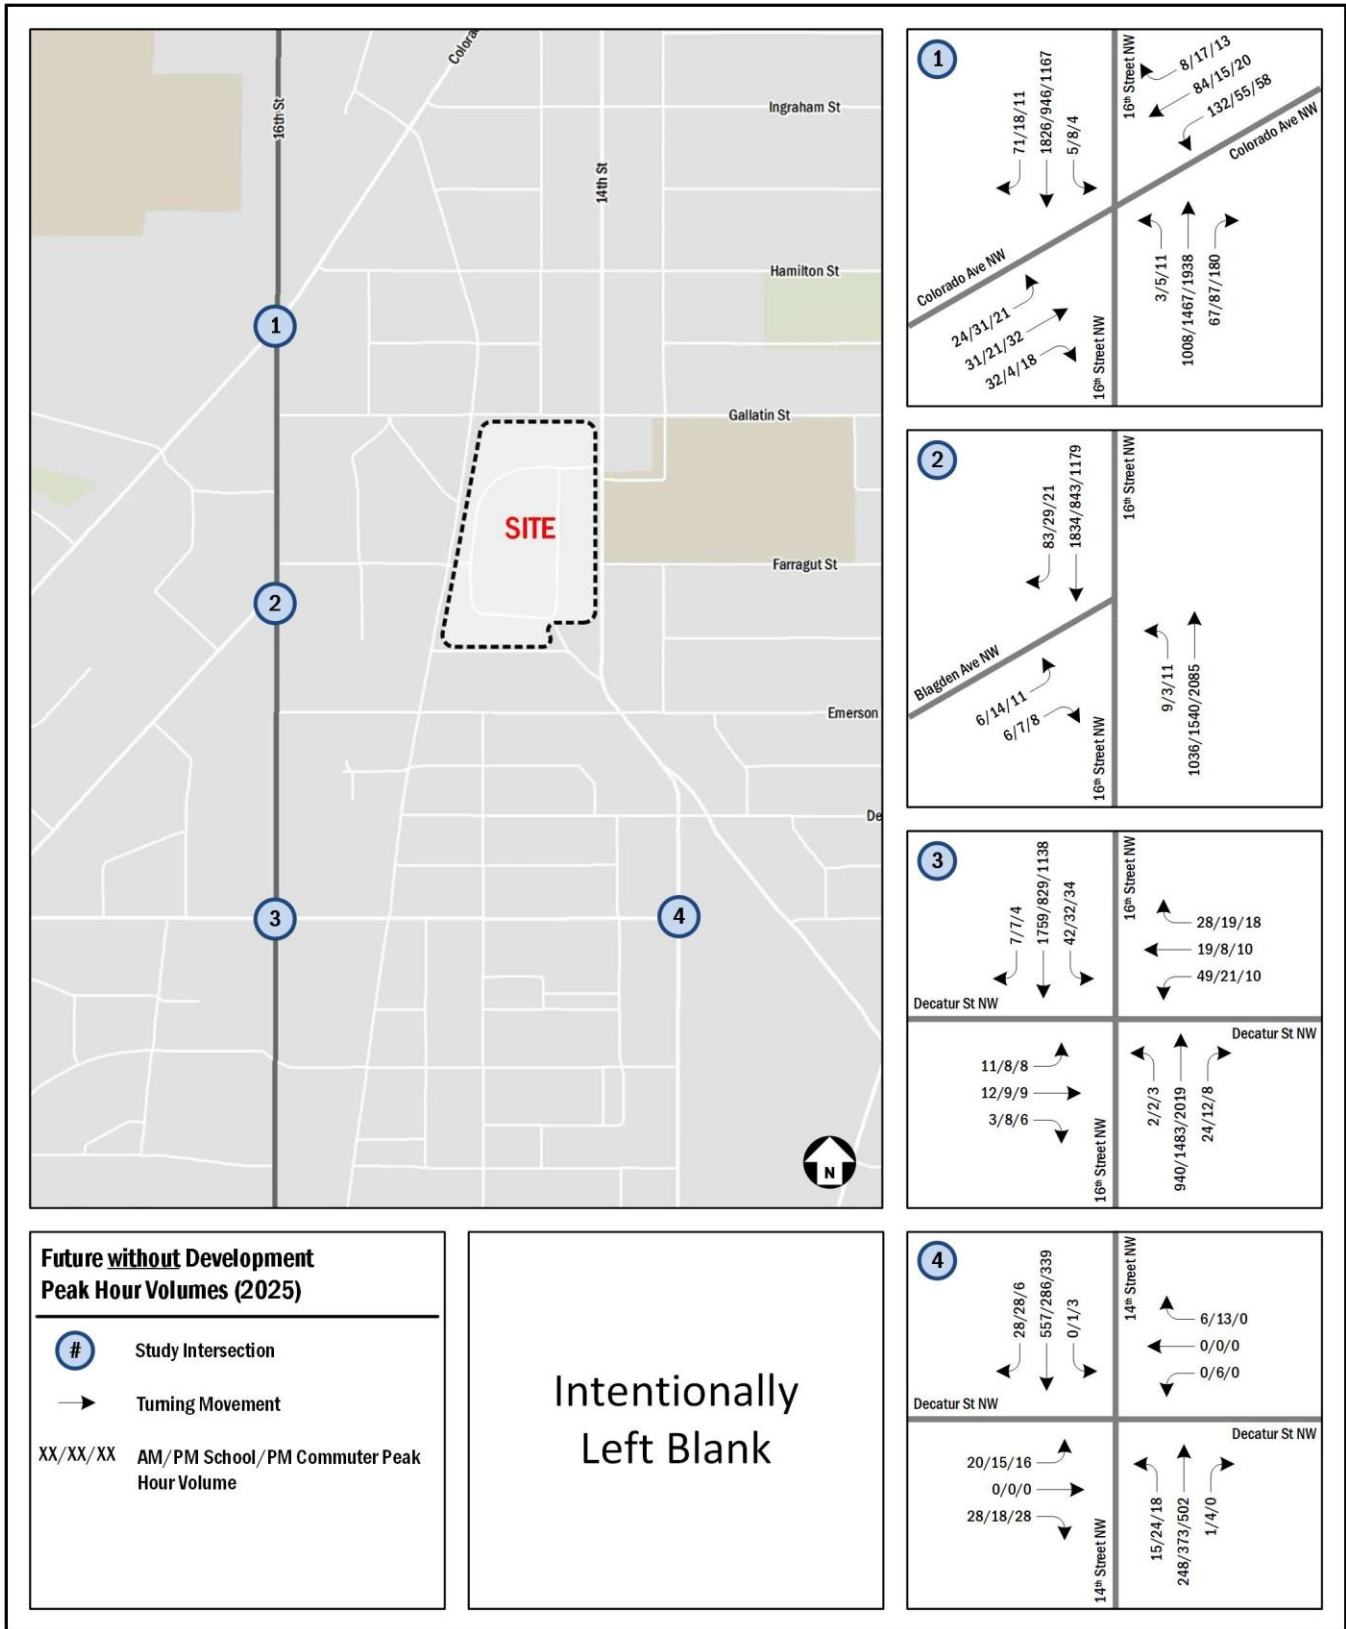 Colora
16th St
Ingraham St
14th St
Hamilton St
Gallatin St
SITE
Farragut St
Emerson
De
1
2
3
4
N
1
16th Street NW
8/17/13
84/15/20
132/55/58
71/18/11
1826/946/1167
5/8/4
Colorado Ave NW
Colorado Ave NW
24/31/21
31/21/32
32/4/18
16th Street NW
3/5/11
1008/1467/1938
67/87/180
2
83/29/21
1834/843/1179
16th Street NW
Blagden Ave NW
6/14/11
6/7/8
16th Street NW
9/3/11
1036/1540/2085
3
7/7/4
1759/829/1138
42/32/34
16th Street NW
28/19/18
19/8/10
49/21/10
Decatur St NW
Decatur St NW
11/8/8
12/9/9
3/8/6
16th Street NW
2/2/3
940/1483/2019
24/12/8
4
28/28/6
557/286/339
0/1/3
14th Street NW
6/13/0
0/0/0
0/6/0
Decatur St NW
Decatur St NW
20/15/16
0/0/0
28/18/28
14th Street NW
15/24/18
248/373/502
1/4/0
Future without Development
Peak Hour Volumes (2025)
# Study Intersection
Turning Movement
XX/XX/XX AM/PM School/PM Commuter Peak
Hour Volume
Intentionally
Left Blank